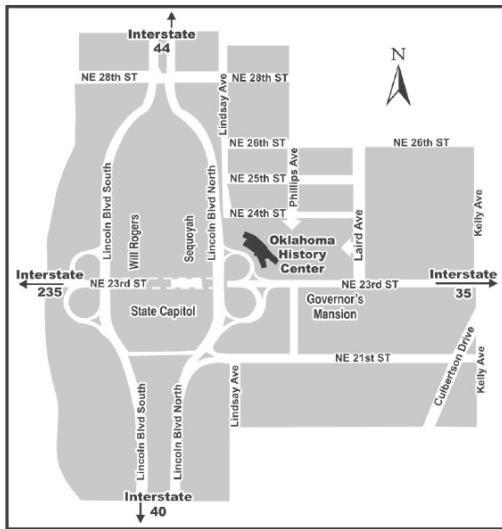 Interstate
44
N
NE 28th ST
NE 28th ST
Lindsay Ave
NE 26th ST
NE 26th ST
Phillips Ave
NE 25th ST
NE 24th ST
Lincoln Blvd South
Will Rogers
Sequoyah
Lincoln Blvd North
Oklahoma
History
Center
Laird Ave
Kelly Ave
Interstate
235
NE 23rd ST
NE 23rd ST
Interstate
35
State Capitol
Governor's
Mansion
NE 21st ST
Lincoln Blvd South
Lincoln Blvd North
Lindsay Ave
Culbertson Drive
Kelly Ave
Interstate
40